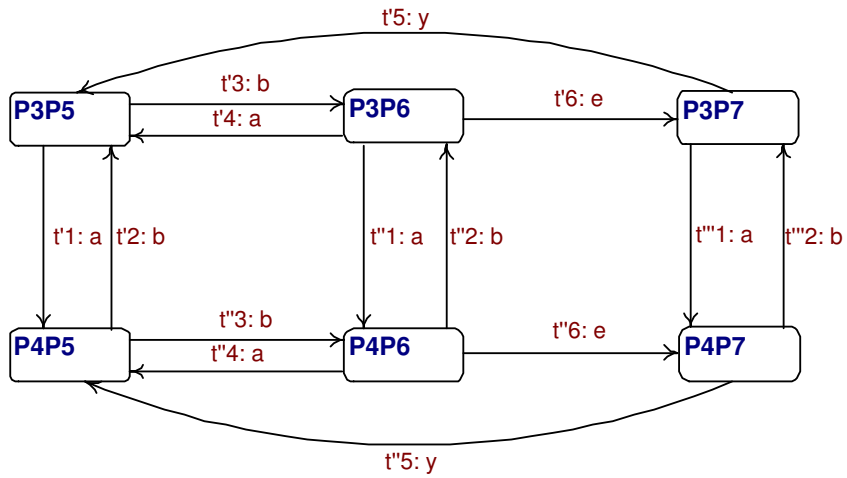 t'5: y
t'3: b
P3P5
P3P6
t'6: e
P3P7
t'4: a
t'1: a
t'2: b
t''1: a
t''2: b
t'''1: a
t'''2: b
t''3: b
t''6: e
P4P5
t''4: a
P4P6
P4P7
t''5: y